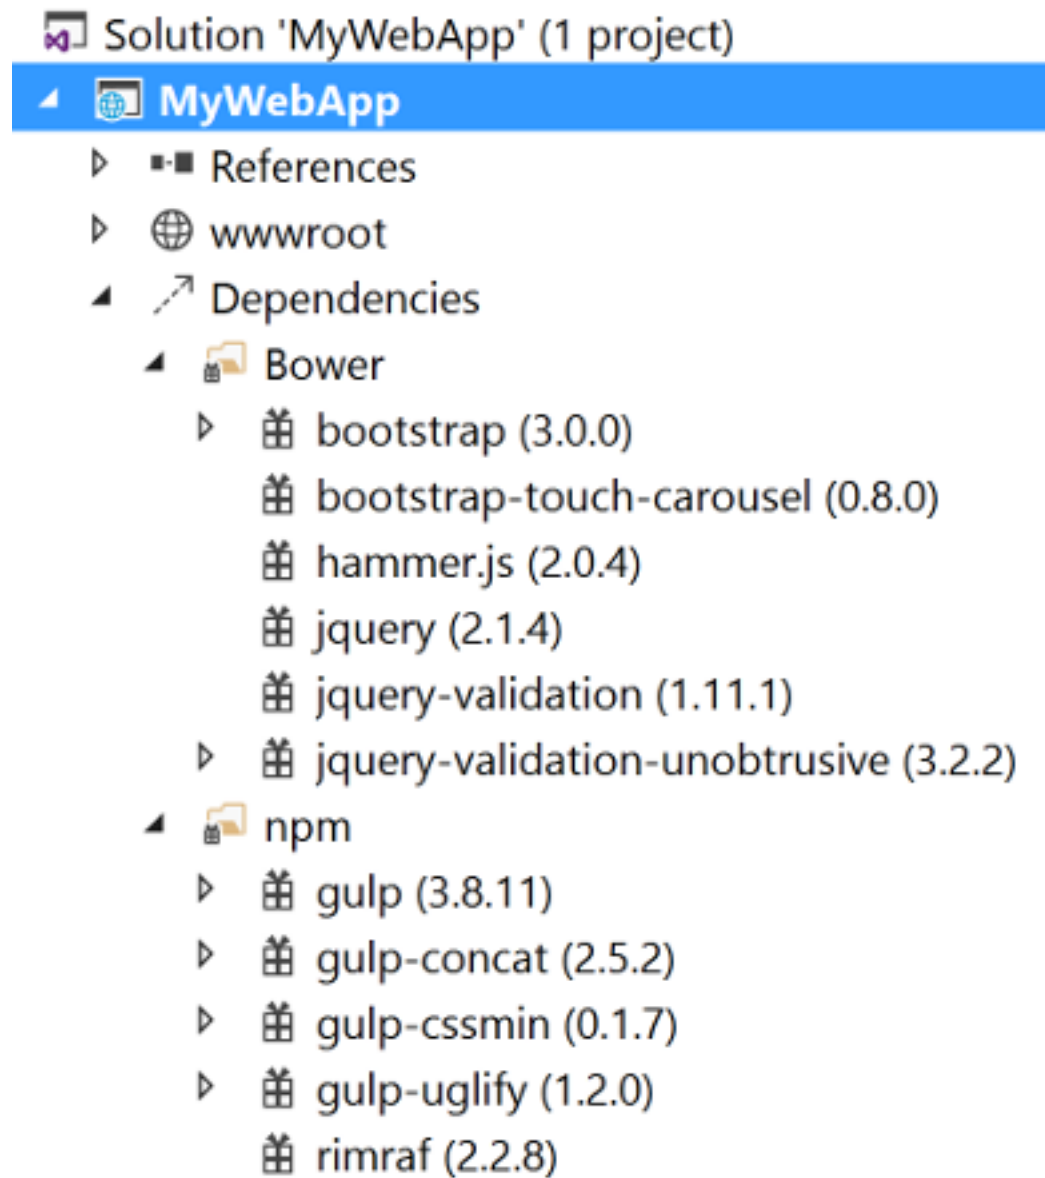 Solution 'MyWebApp' (1 project)
MyWebApp
References
wwwroot
Dependencies
Bower
bootstrap (3.0.0)
bootstrap-touch-carousel (0.8.0)
hammer.js (2.0.4)
jquery (2.1.4)
jquery-validation (1.11.1)
jquery-validation-unobtrusive (3.2.2)
npm
gulp (3.8.11)
gulp-concat (2.5.2)
gulp-cssmin (0.1.7)
gulp-uglify (1.2.0)
rimraf (2.2.8)